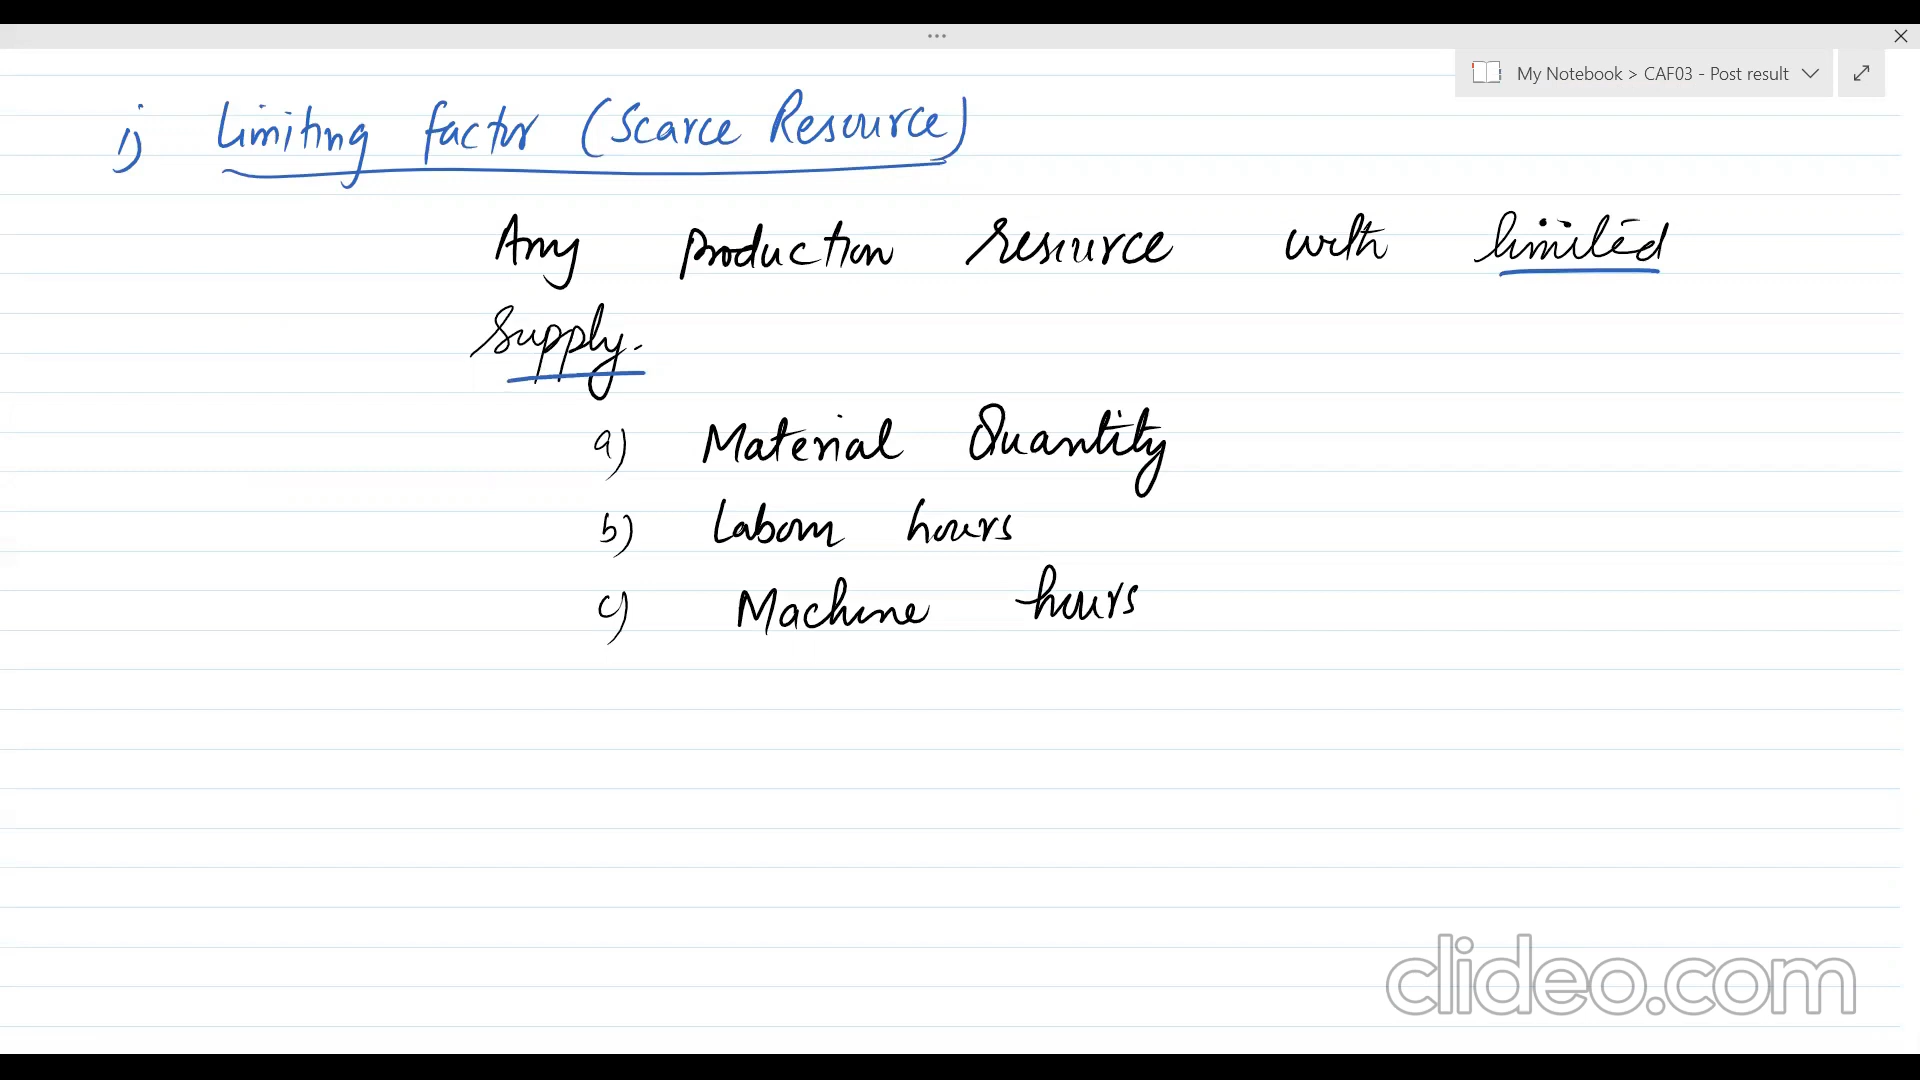 ...
My Notebook > CAF03 - Post result
i) Limiting factor (Scarce Resource)
Any production resource with limited
supply.
a) Material Quantity
b) Labour hours
c) Machine hours
clideo.com